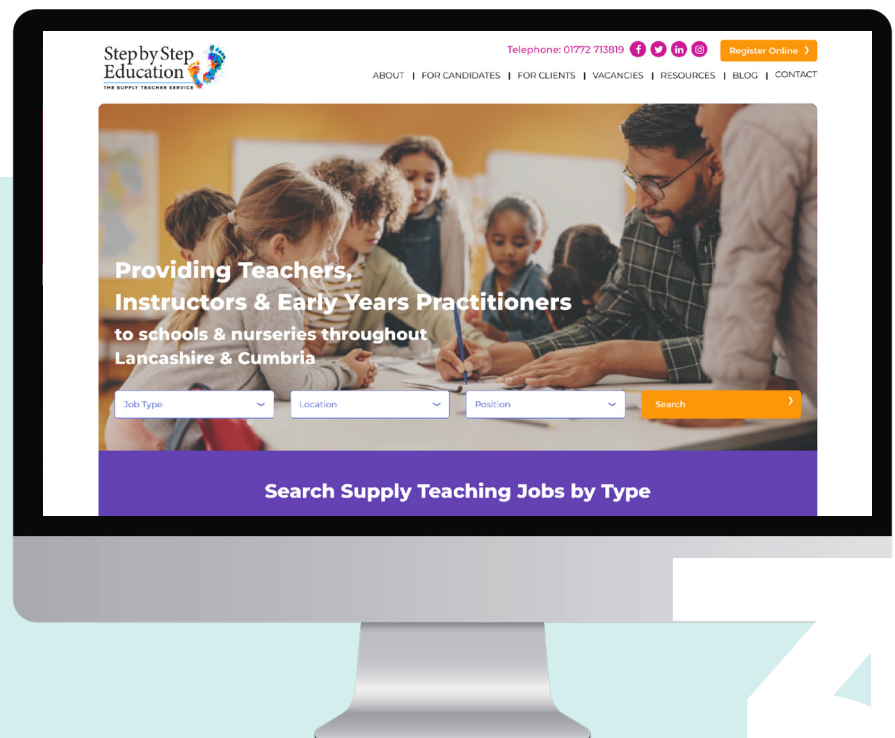 Step by Step
Education
THE SUPPLY TEACHER SERVICE
Telephone: 01772 713819
Register Online
ABOUT | FOR CANDIDATES | FOR CLIENTS | VACANCIES | RESOURCES | BLOG | CONTACT
Providing Teachers,
Instructors & Early Years Practitioners
to schools & nurseries throughout
Lancashire & Cumbria
Job Type
Location
Position
Search
Search Supply Teaching Jobs by Type